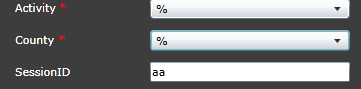 Activity * %
County * %
SessionID aa